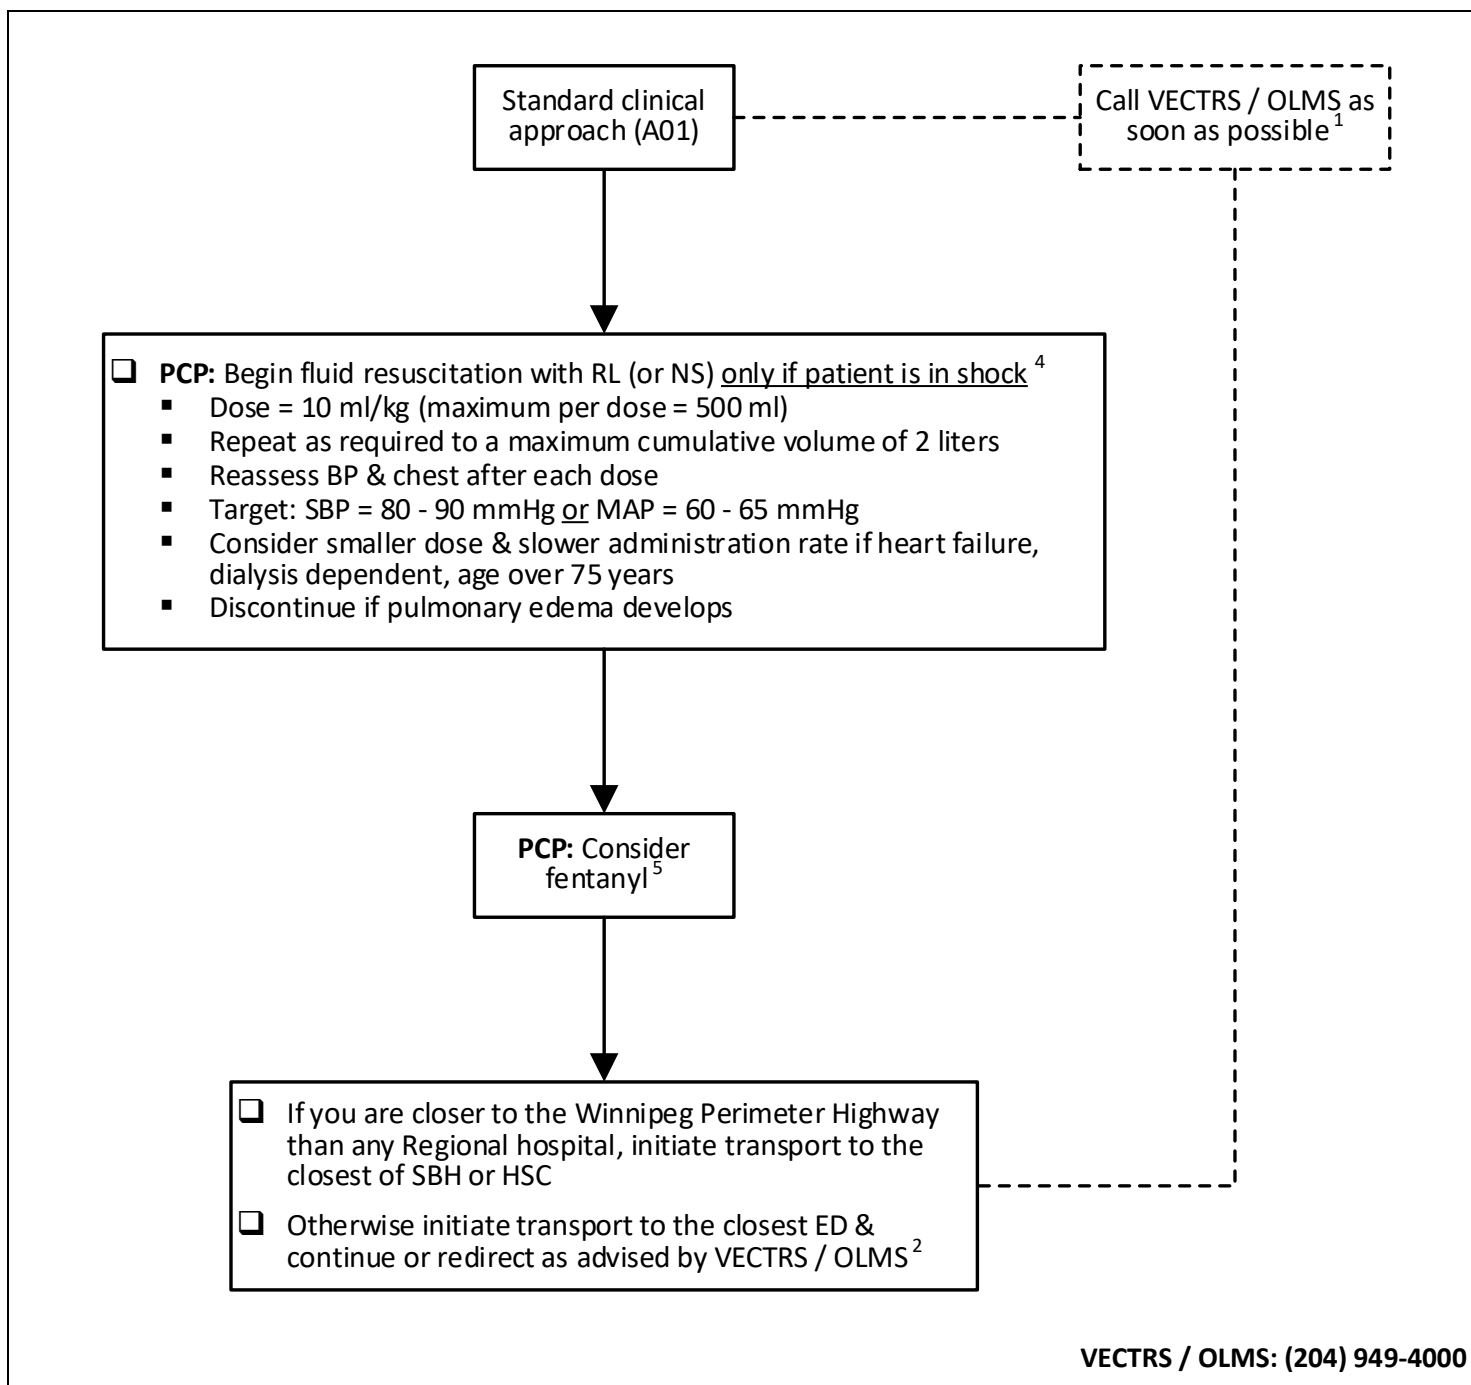 Standard clinical
approach (A01)
Call VECTRS / OLMS as
soon as possible 1
❑ PCP: Begin fluid resuscitation with RL (or NS) only if patient is in shock 4
▪ Dose = 10 ml/kg (maximum per dose = 500 ml)
▪ Repeat as required to a maximum cumulative volume of 2 liters
▪ Reassess BP & chest after each dose
▪ Target: SBP = 80 - 90 mmHg or MAP = 60 - 65 mmHg
▪ Consider smaller dose & slower administration rate if heart failure,
dialysis dependent, age over 75 years
▪ Discontinue if pulmonary edema develops
PCP: Consider
fentanyl 5
❑ If you are closer to the Winnipeg Perimeter Highway
than any Regional hospital, initiate transport to the
closest of SBH or HSC
❑ Otherwise initiate transport to the closest ED &
continue or redirect as advised by VECTRS / OLMS 2
VECTRS / OLMS: (204) 949-4000